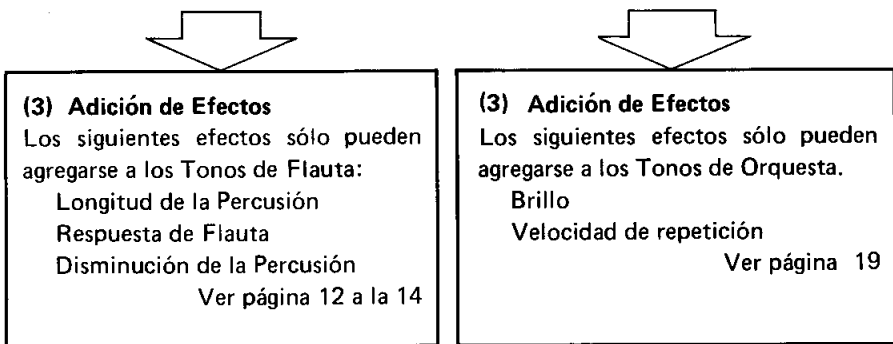 (3) Adición de Efectos
Los siguientes efectos sólo pueden
agregarse a los Tonos de Flauta:
Longitud de la Percusión
Respuesta de Flauta
Disminución de la Percusión
Ver página 12 a la 14
(3) Adición de Efectos
Los siguientes efectos sólo pueden
agregarse a los Tonos de Orquesta.
Brillo
Velocidad de repetición
Ver página 19